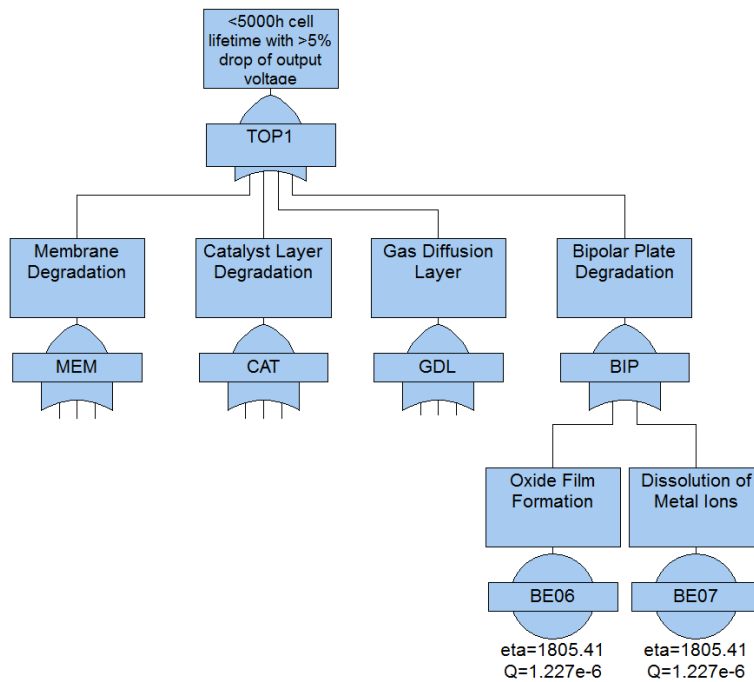 <5000h cell
lifetime with >5%
drop of output
voltage
TOP1
Membrane
Degradation
Catalyst Layer
Degradation
Gas Diffusion
Layer
Bipolar Plate
Degradation
MEM
CAT
GDL
BIP
Oxide Film
Formation
Dissolution of
Metal Ions
BE06
BE07
eta=1805.41
Q=1.227e-6
eta=1805.41
Q=1.227e-6